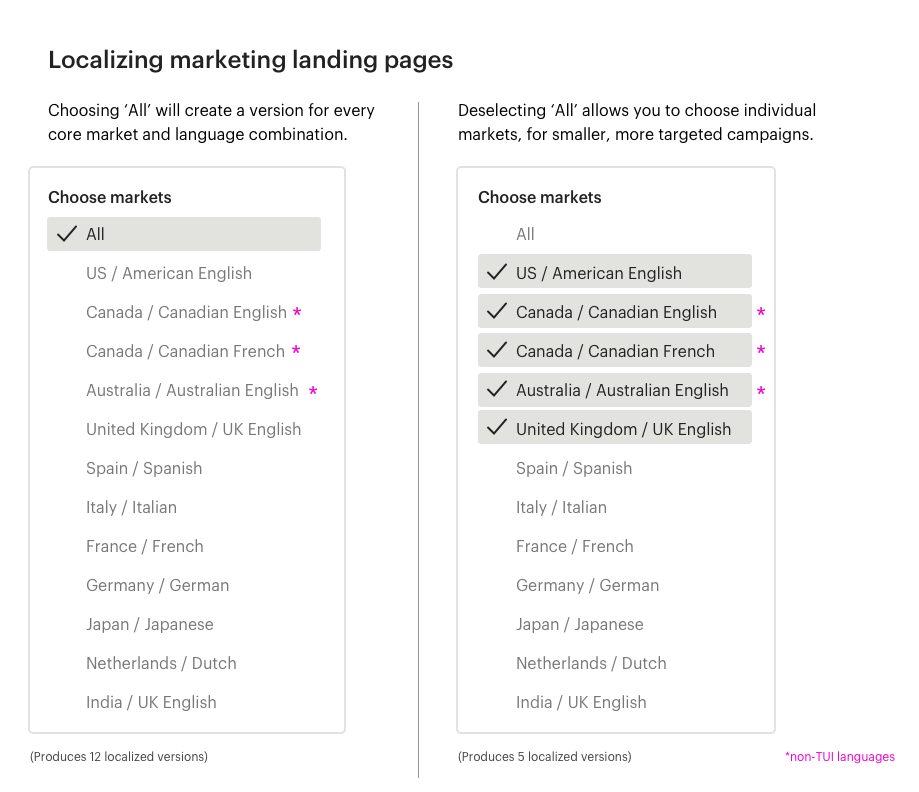 Localizing marketing landing pages
Choosing ‘All’ will create a version for every
core market and language combination.
Choose markets
All
US / American English
Canada / Canadian English *
Canada / Canadian French *
Australia / Australian English *
United Kingdom / UK English
Spain / Spanish
Italy / Italian
France / French
Germany / German
Japan / Japanese
Netherlands / Dutch
India / UK English
(Produces 12 localized versions)
Deselecting ‘All’ allows you to choose individual
markets, for smaller, more targeted campaigns.
Choose markets
All
US / American English
Canada / Canadian English *
Canada / Canadian French *
Australia / Australian English *
United Kingdom / UK English
Spain / Spanish
Italy / Italian
France / French
Germany / German
Japan / Japanese
Netherlands / Dutch
India / UK English
(Produces 5 localized versions)
*non-TUI languages